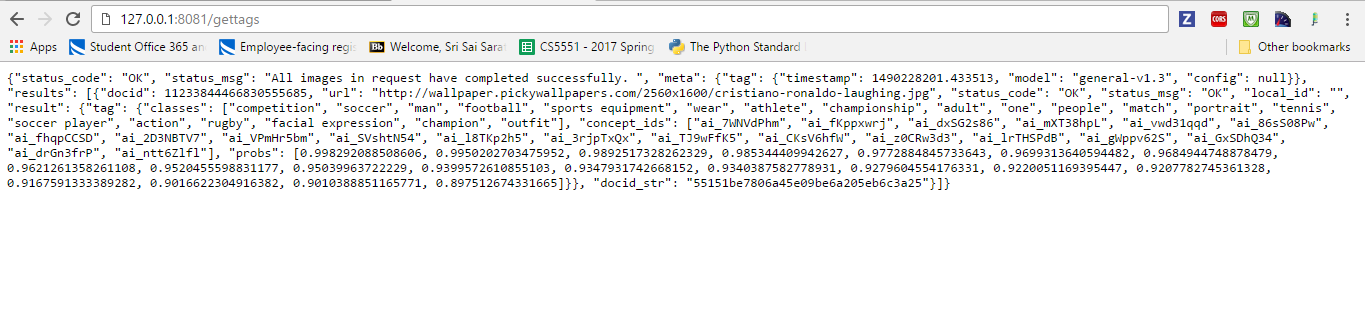 127.0.0.1:8081/gettags
Apps Student Office 365 an Employee-facing regi Bb Welcome, Sri Sai Sara CS5551 - 2017 Spring The Python Standard Other bookmarks
{"status_code": "OK", "status_msg": "All images in request have completed successfully. ", "meta": {"tag": {"timestamp": 1490228201.433513, "model": "general-v1.3", "config": null}},
"results": [{"docid": 11233844466830555685, "url": "http://wallpaper.pickywallpapers.com/2560x1600/cristiano-ronaldo-laughing.jpg", "status_code": "OK", "status_msg": "OK", "local_id": "",
"result": {"tag": {"classes": ["competition", "soccer", "man", "football", "sports equipment", "wear", "athlete", "championship", "adult", "one", "people", "match", "portrait", "tennis",
"soccer player", "action", "rugby", "facial expression", "champion", "outfit"], "concept_ids": ["ai_7WNVdPhm", "ai_fKppxwrj", "ai_dxSG2s86", "ai_mXT38hpL", "ai_vwd31qqd", "ai_86sS08Pw",
"ai_fhqpCCSD", "ai_2D3NBTV7", "ai_VPmHr5bm", "ai_SVshtN54", "ai_l8TKp2h5", "ai_3rjpTxQx", "ai_TJ9wFfK5", "ai_CKsV6hfW", "ai_z0CRw3d3", "ai_lrTHSPdB", "ai_gWppv62S", "ai_GxSDhQ34",
"ai_drGn3frP", "ai_ntt6Zlfl"], "probs": [0.998292088508606, 0.9950202703475952, 0.9892517328262329, 0.985344409942627, 0.9772884845733643, 0.9699313640594482, 0.9684944748878479,
0.9621261358261108, 0.9520455598831177, 0.95039963722229, 0.9399572610855103, 0.9347931742668152, 0.9340387582778931, 0.9279604554176331, 0.9220051169395447, 0.9207782745361328,
0.9167591333389282, 0.9016622304916382, 0.9010388851165771, 0.897512674331665]}}, "docid_str": "55151be7806a45e09be6a205eb6c3a25"}]}